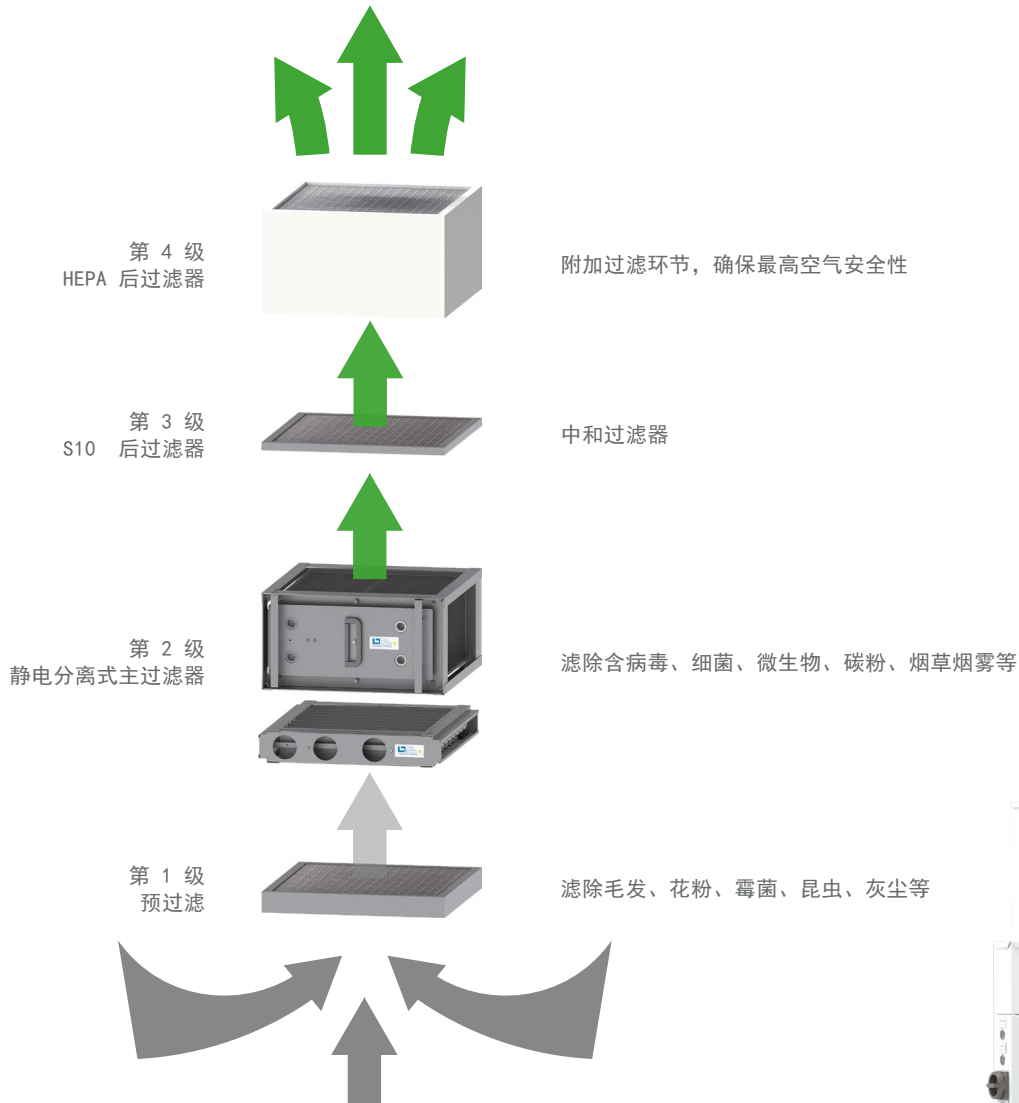 第 4 级
HEPA 后过滤器
附加过滤环节，确保最高空气安全性
第 3 级
S10 后过滤器
中和过滤器
第 2 级
静电分离式主过滤器
滤除含病毒、细菌、微生物、碳粉、烟草烟雾等
第 1 级
预过滤
滤除毛发、花粉、霉菌、昆虫、灰尘等